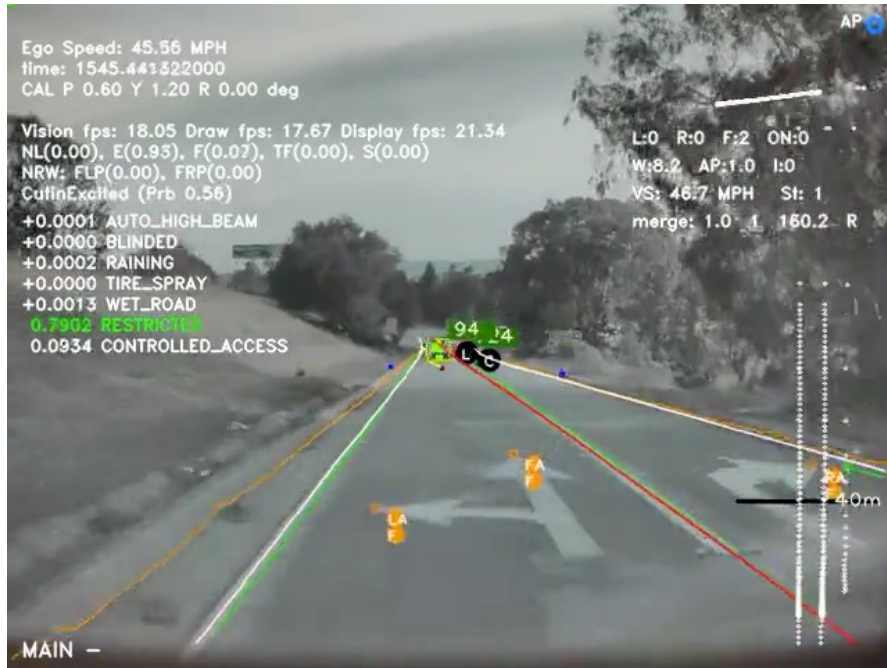 AP
Ego Speed: 45.56 MPH
time: 1545.441322000
CAL P 0.60 Y 1.20 R 0.00 deg
Vision fps: 18.05 Draw fps: 17.67 Display fps: 21.34
NL(0.00), E(0.93), F(0.07), TF(0.00), S(0.00)
NRW: FLP(0.00), FRP(0.00)
CutInExcited (Prb 0.56)
+0.0001 AUTO_HIGH_BEAM
+0.0000 BLINDED
+0.0002 RAINING
+0.0000 TIRE_SPRAY
+0.0013 WET_ROAD
0.7902 RESTRICTED
0.0934 CONTROLLED_ACCESS
L:0 R:0 F:2 ON:0
W:8.2 AP:1.0 I:0
VS: 46.7 MPH St: 1
merge: 1.0 1 160.2 R
94 24
L C
FA
F
RA
40m
LA
F
MAIN -